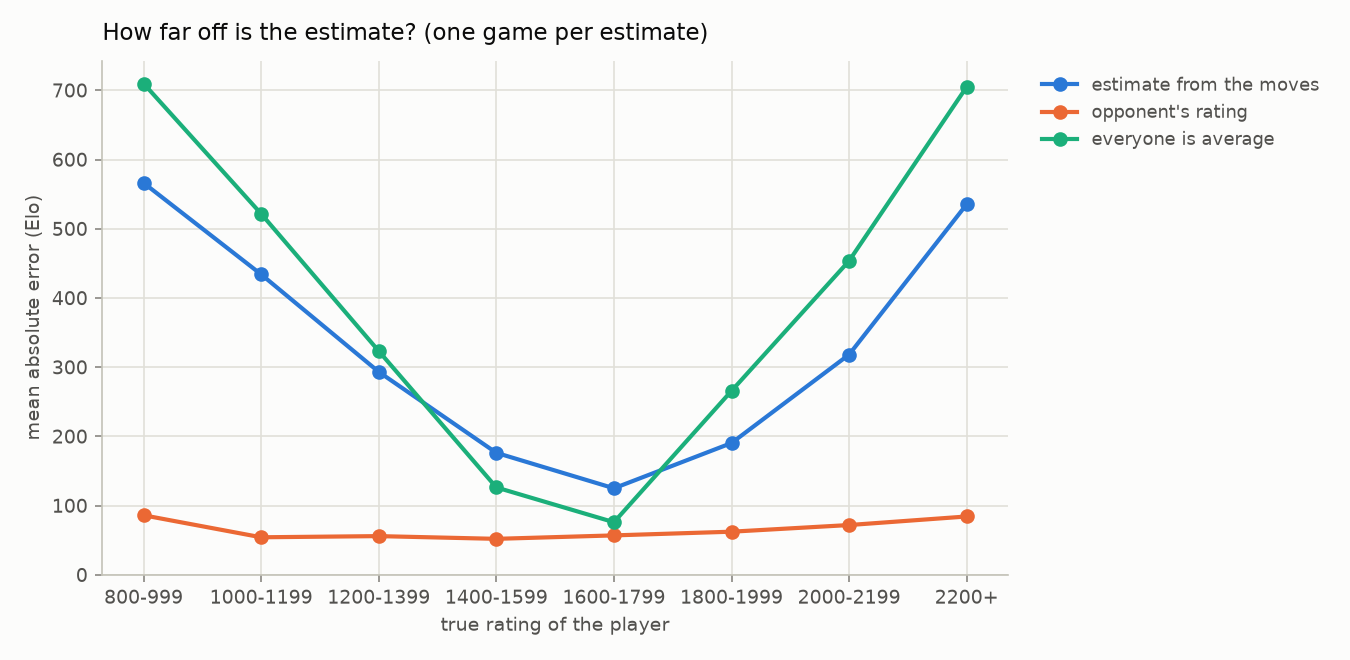 How far off is the estimate? (one game per estimate)
estimate from the moves
opponent's rating
everyone is average
mean absolute error (Elo)
700
600
500
400
300
200
100
0
800-999 1000-1199 1200-1399 1400-1599 1600-1799 1800-1999 2000-2199 2200+
true rating of the player